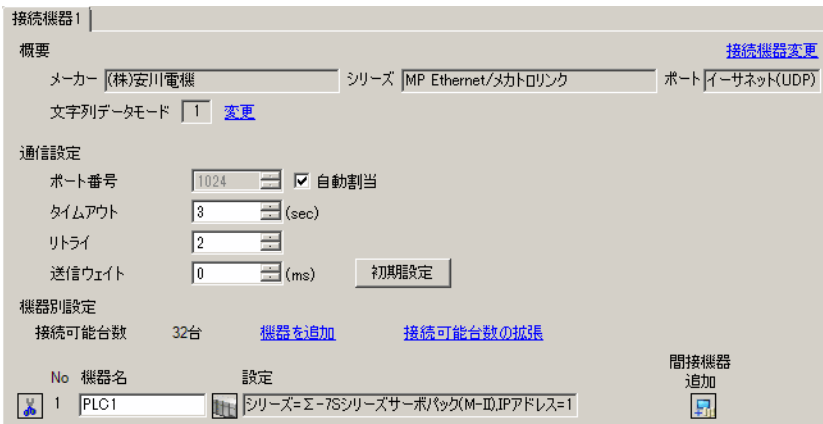 接続機器1
概要
接続機器変更
メーカー (株)安川電機 シリーズ MP Ethernet/メカトロリンク ポート イーサネット(UDP)
文字列データモード 1 変更
通信設定
ポート番号 1024 自動割当
タイムアウト 3 (sec)
リトライ 2
送信ウェイト 0 (ms) 初期設定
機器別設定
接続可能台数 32台 機器を追加 接続可能台数の拡張
間接機器
追加
No 機器名 設定
1 PLC1 シリーズ=Σ-7Sシリーズサーボパック(M-Ⅱ),IPアドレス=1